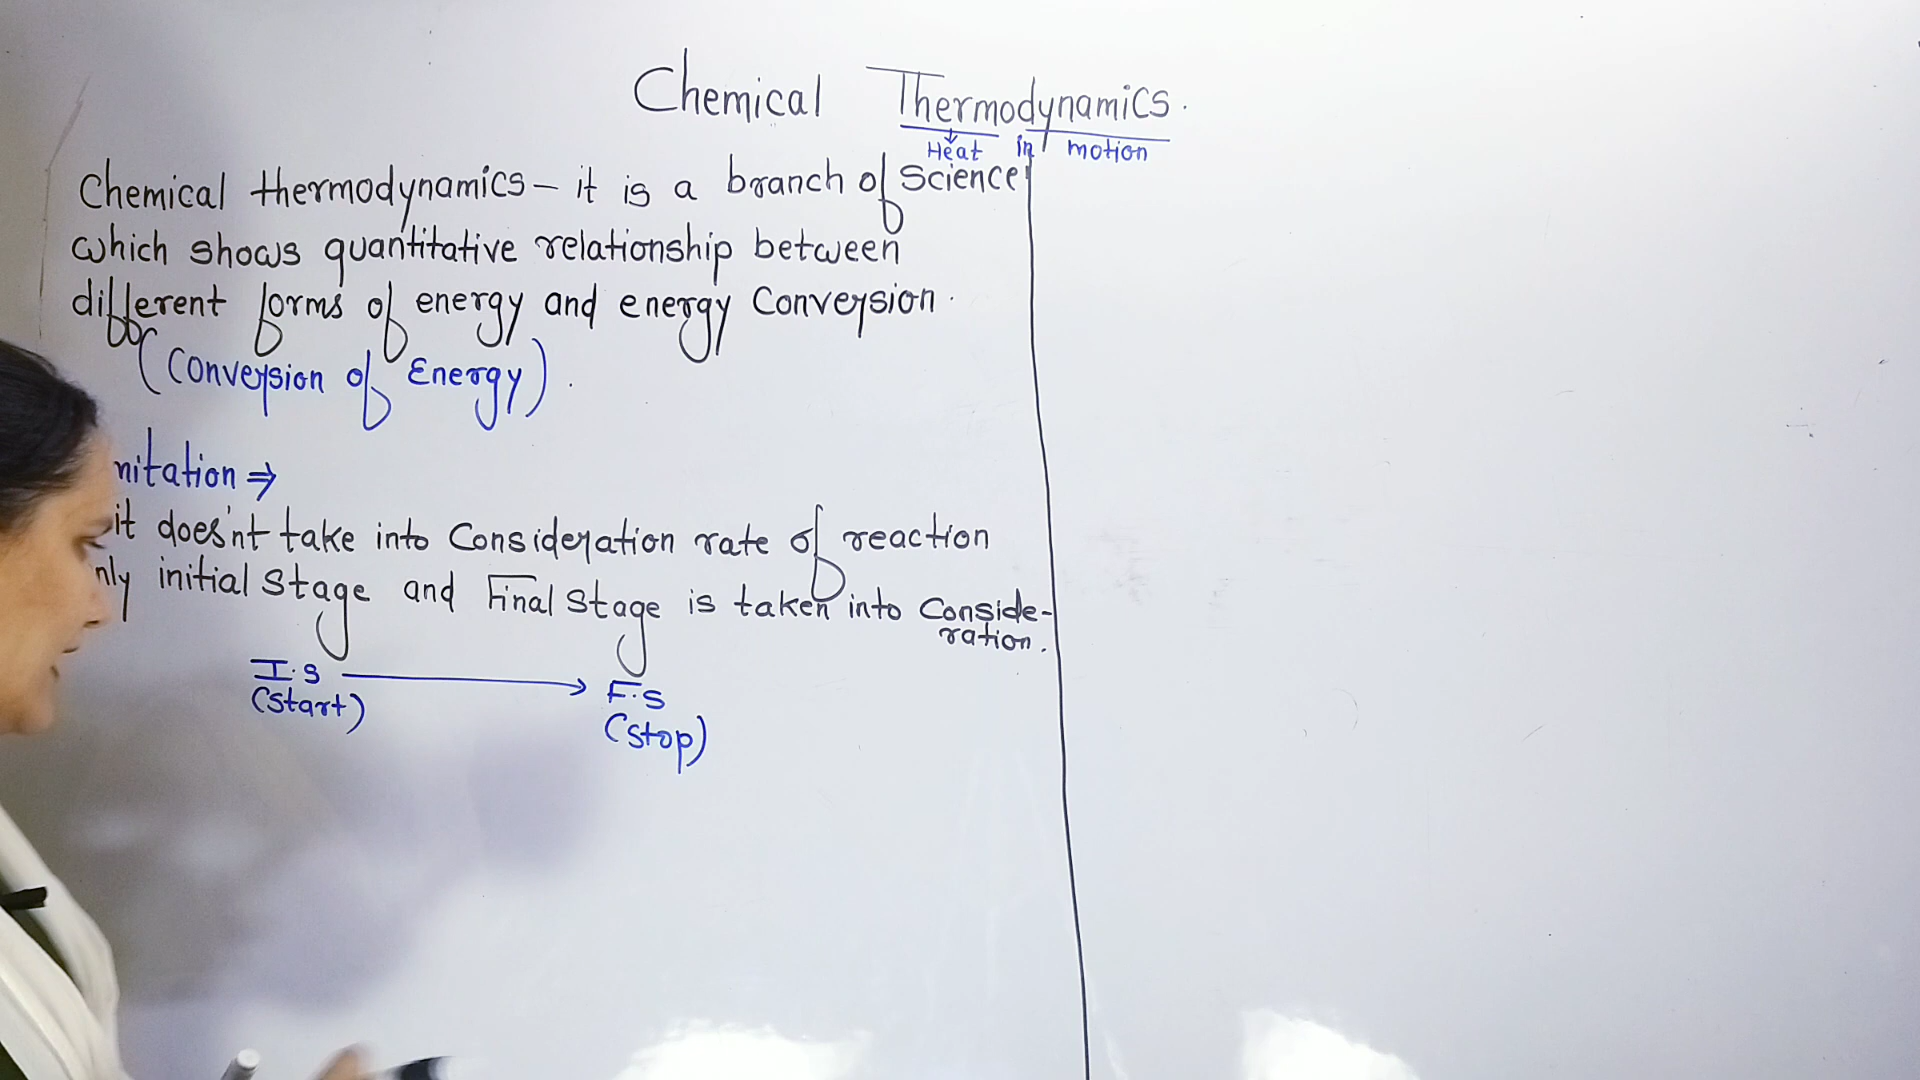 Chemical Thermodynamics.
Heat in motion
Chemical thermodynamics - it is a branch of Science
which shows quantitative relationship between
different forms of energy and energy Conversion.
(Conversion of Energy).
nitation ⇒
it does'nt take into Consideration rate of reaction
nly initial stage and Final stage is taken into Conside-
ration.
I.S → F.S
(Start) (Stop)